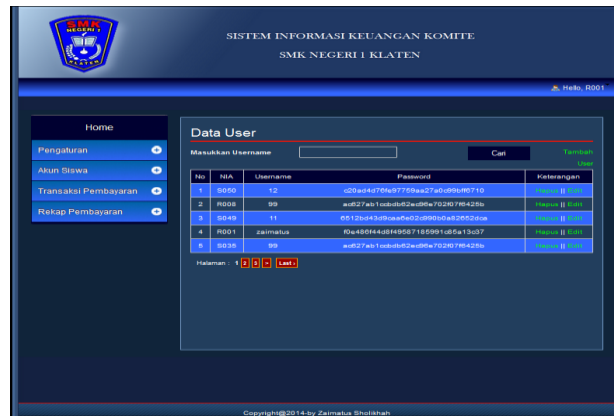 SMK
NEGERI 1
KLATEN
SISTEM INFORMASI KEUANGAN KOMITE
SMK NEGERI 1 KLATEN
Hello, R001
Home
Pengaturan
Akun Siswa
Transaksi Pembayaran
Rekap Pembayaran
Data User
Masukkan Username Cari Tambah User
No NIA Username Password Keterangan
1 S050 12 c20ad4d76fe97759aa27a0c99bff6710 Hapus || Edit
2 R008 99 ac627ab1ccbdb62ec96e702f07f6425b Hapus || Edit
3 S049 11 6512bd43d9caa6e02c990b0a82652dca Hapus || Edit
4 R001 zaimatus Hapus || Edit
5 S035 99 ac627ab1ccbdb62ec96e702f07f6425b Hapus || Edit
Halaman : 1 2 3 > Last ›
Copyright@2014-by Zaimatus Sholikhah